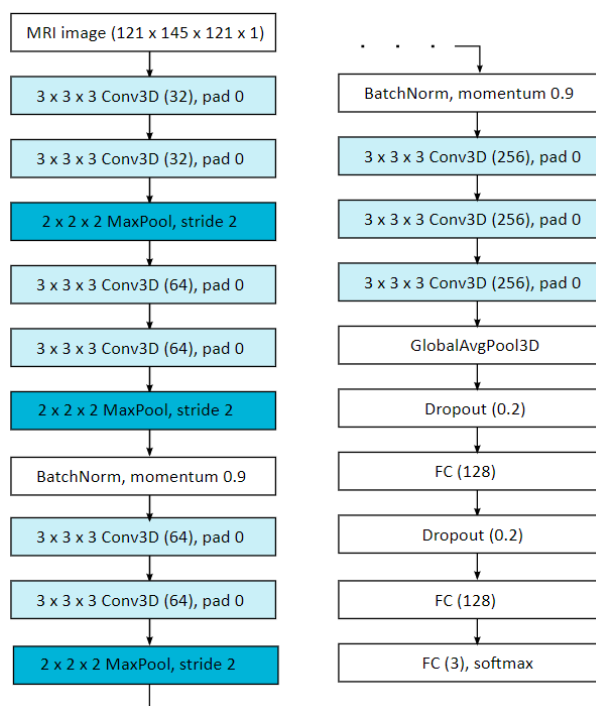 MRI image (121 x 145 x 121 x 1)
3 x 3 x 3 Conv3D (32), pad 0
3 x 3 x 3 Conv3D (32), pad 0
2 x 2 x 2 MaxPool, stride 2
3 x 3 x 3 Conv3D (64), pad 0
3 x 3 x 3 Conv3D (64), pad 0
2 x 2 x 2 MaxPool, stride 2
BatchNorm, momentum 0.9
3 x 3 x 3 Conv3D (64), pad 0
3 x 3 x 3 Conv3D (64), pad 0
2 x 2 x 2 MaxPool, stride 2
. . . .
BatchNorm, momentum 0.9
3 x 3 x 3 Conv3D (256), pad 0
3 x 3 x 3 Conv3D (256), pad 0
3 x 3 x 3 Conv3D (256), pad 0
GlobalAvgPool3D
Dropout (0.2)
FC (128)
Dropout (0.2)
FC (128)
FC (3), softmax